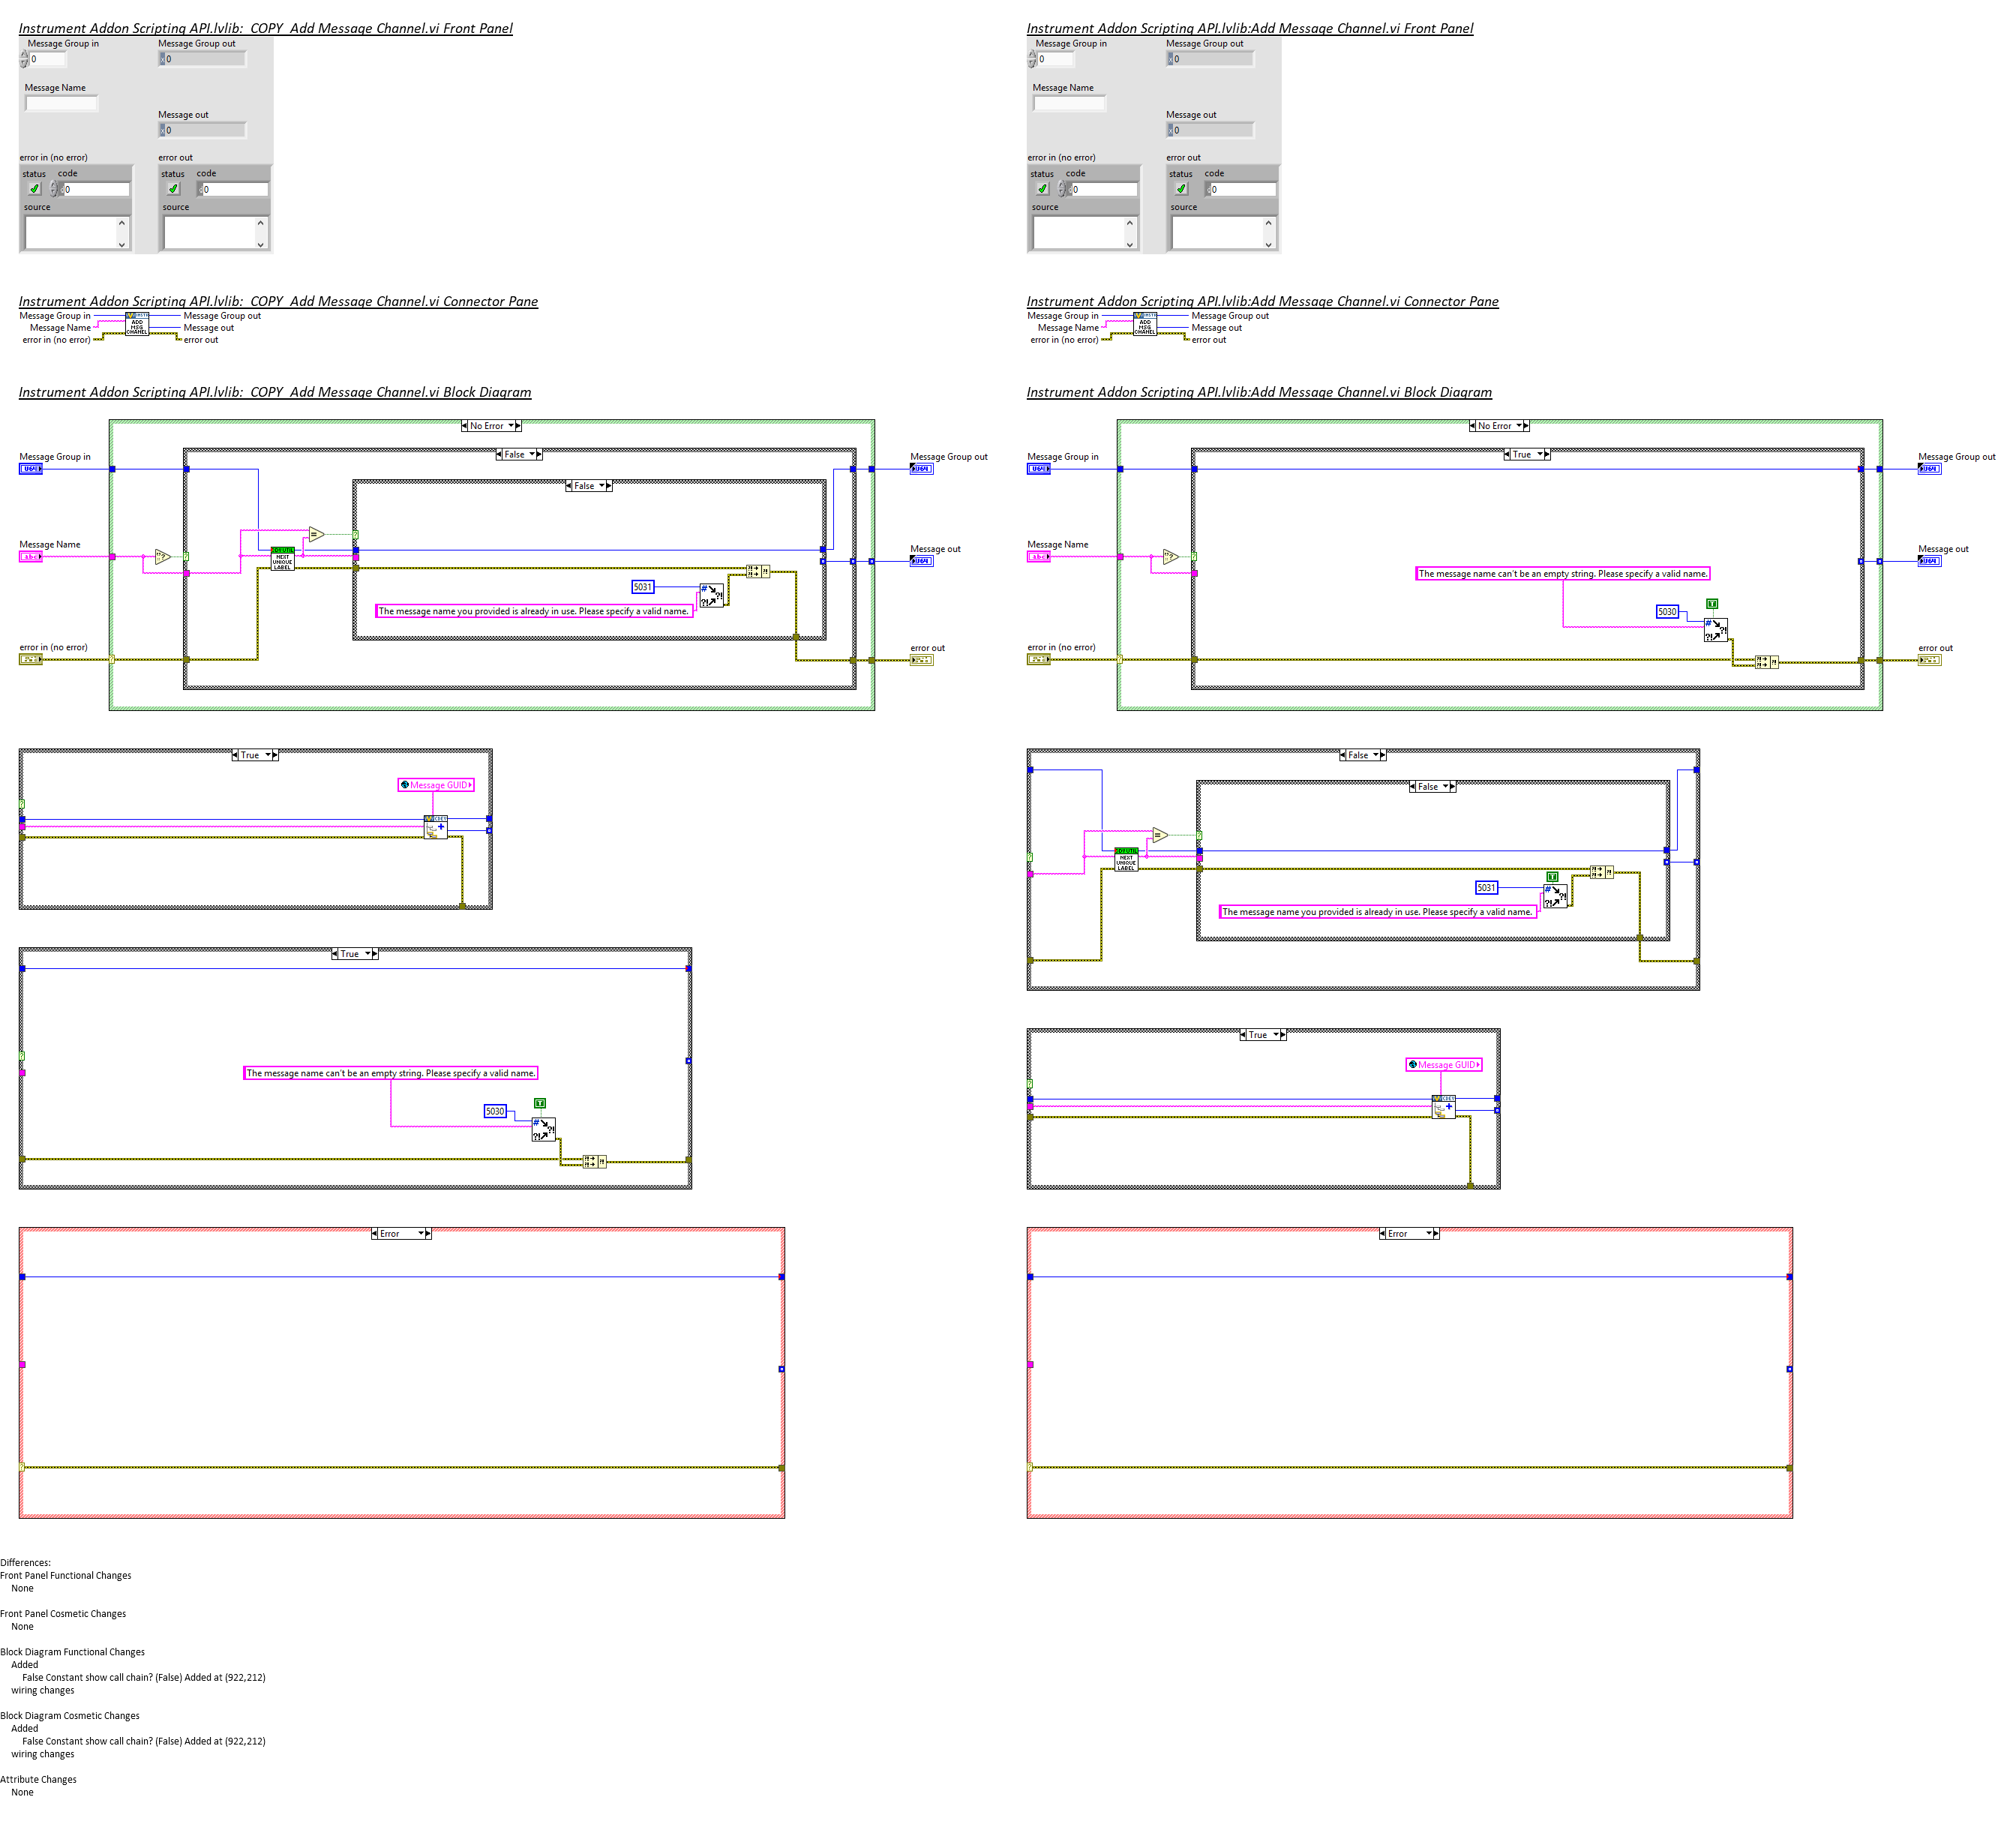 Instrument Addon Scripting API.lvlib:  COPY  Add Message Channel.vi Front Panel
Message Group in
0
Message Group out
0
Message Name
Message out
0
error in (no error)
status
code
0
source
error out
status
code
0
source
Instrument Addon Scripting API.lvlib:  COPY  Add Message Channel.vi Connector Pane
Message Group in
Message Name
error in (no error)
ADD
MSG
CHANEL
Message Group out
Message out
error out
Instrument Addon Scripting API.lvlib:  COPY  Add Message Channel.vi Block Diagram
No Error
False
False
Message Group in
Message Group out
Message Name
abc
NEXT
UNIQUE
LABEL
Message out
5031
The message name you provided is already in use. Please specify a valid name.
error in (no error)
error out
True
Message GUID
True
The message name can't be an empty string. Please specify a valid name.
T
5030
Error
Instrument Addon Scripting API.lvlib:Add Message Channel.vi Front Panel
Message Group in
0
Message Group out
0
Message Name
Message out
0
error in (no error)
status
code
0
source
error out
status
code
0
source
Instrument Addon Scripting API.lvlib:Add Message Channel.vi Connector Pane
Message Group in
Message Name
error in (no error)
ADD
MSG
CHANEL
Message Group out
Message out
error out
Instrument Addon Scripting API.lvlib:Add Message Channel.vi Block Diagram
No Error
True
Message Group in
Message Group out
Message Name
abc
Message out
The message name can't be an empty string. Please specify a valid name.
T
5030
error in (no error)
error out
False
False
NEXT
UNIQUE
LABEL
T
5031
The message name you provided is already in use. Please specify a valid name.
True
Message GUID
Error
Differences:
Front Panel Functional Changes
None
Front Panel Cosmetic Changes
None
Block Diagram Functional Changes
Added
False Constant show call chain? (False) Added at (922,212)
wiring changes
Block Diagram Cosmetic Changes
Added
False Constant show call chain? (False) Added at (922,212)
wiring changes
Attribute Changes
None